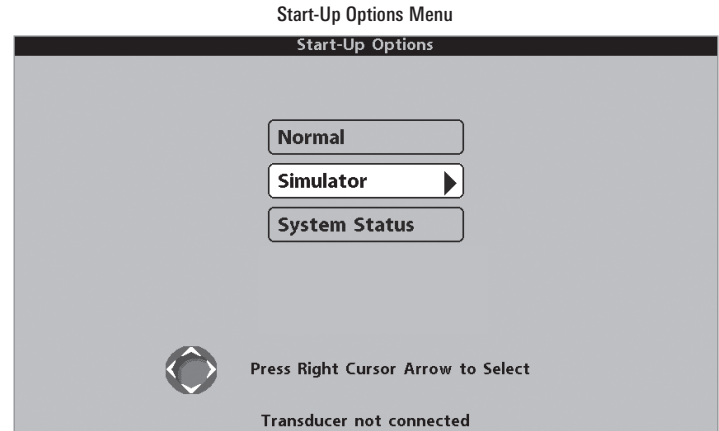 Start-Up Options Menu
Start-Up Options
Normal
Simulator
System Status
Press Right Cursor Arrow to Select
Transducer not connected